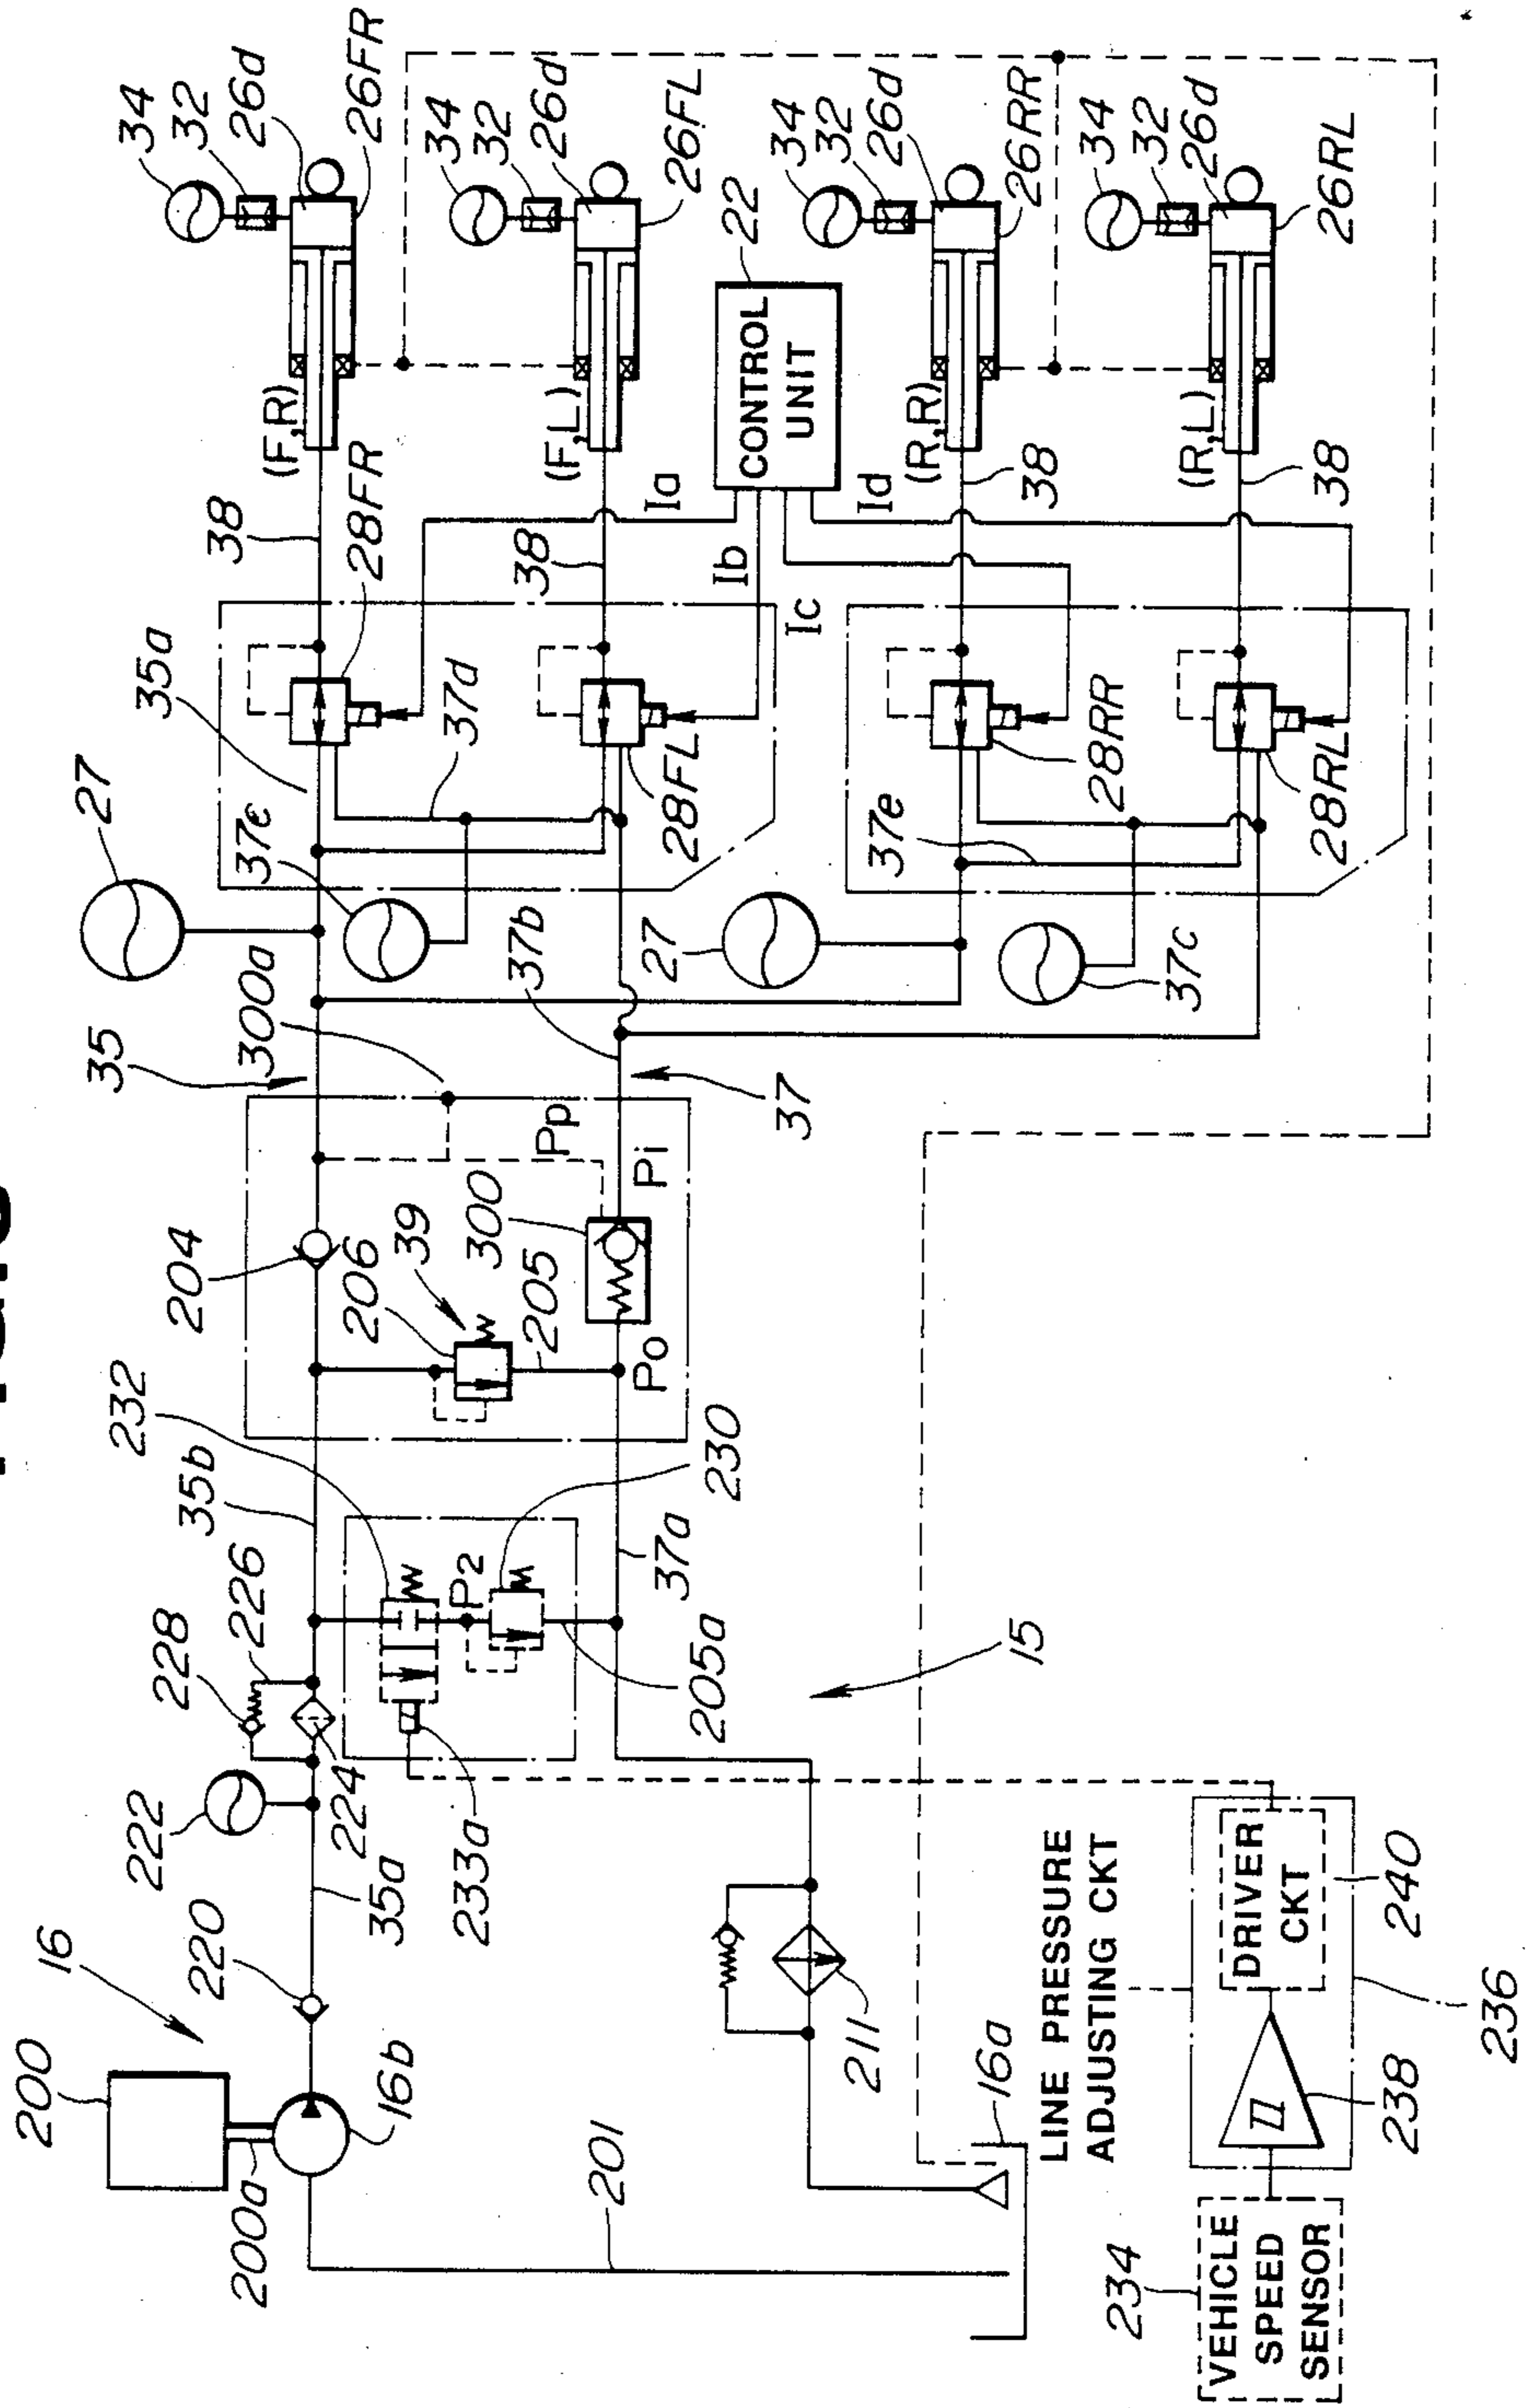 34
32
26d
26FR
34
32
26d
26FL
34
32
26d
26RR
34
32
26d
26RL
22
CONTROL
UNIT
(F,R)
(F,L)
(R,R)
(R,L)
38
38
38
38
Ia
Ib
Ic
Id
28FR
28FL
28RR
28RL
35a
37d
37e
37e
27
27
37c
37b
300a
35
37
Pp
Pi
Po
204
206
39
300
205
232
230
35b
37a
226
228
P2
205a
15
222
224
233a
35a
220
16
200
200a
16b
201
211
16a
LINE PRESSURE
ADJUSTING CKT
DRIVER
CKT
240
236
238
234
VEHICLE
SPEED
SENSOR